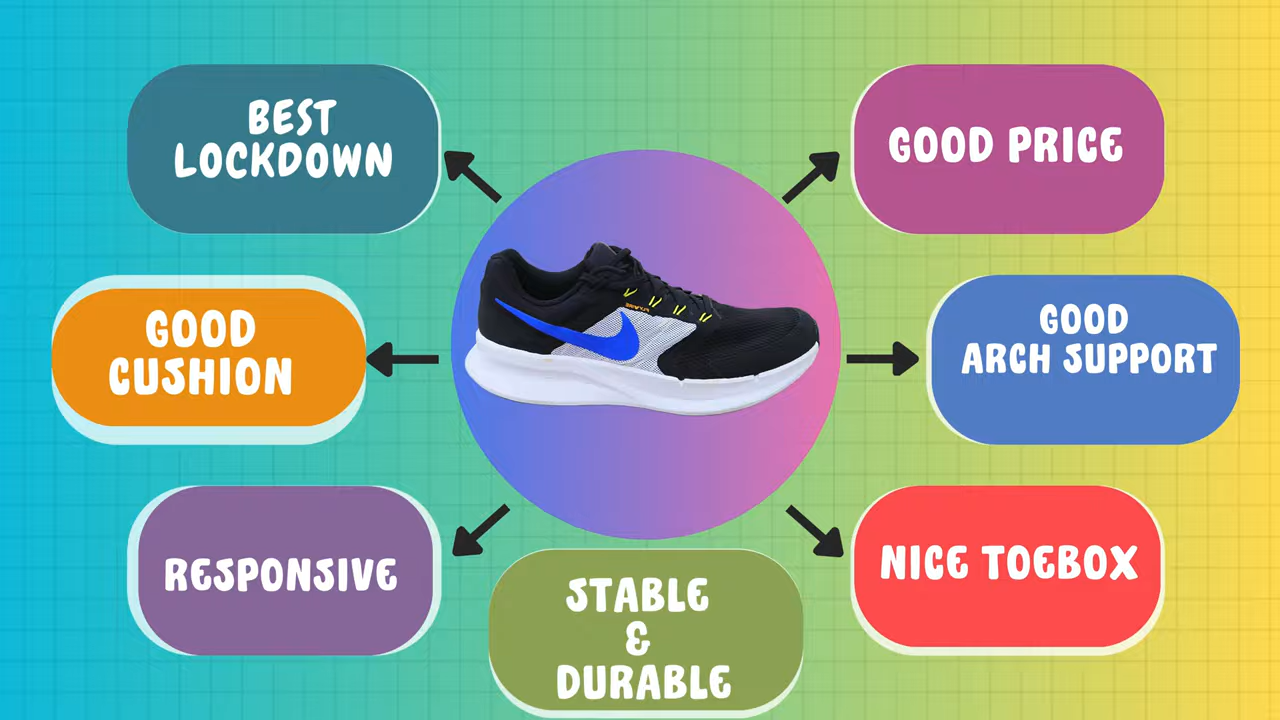 BEST
LOCKDOWN
GOOD PRICE
GOOD
CUSHION
GOOD
ARCH SUPPORT
RESPONSIVE
NICE TOEBOX
STABLE
&
DURABLE